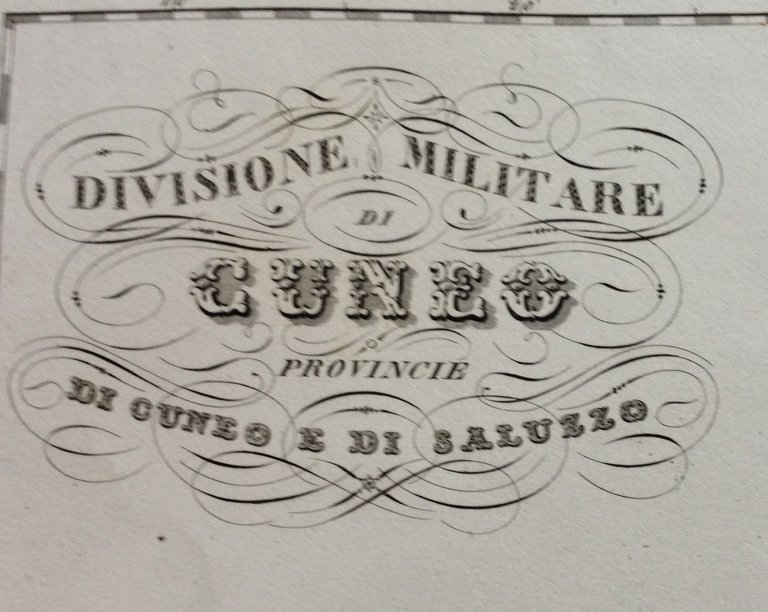 DIVISIONE MILITARE
DI
CUNEO
PROVINCIE
DI CUNEO E DI SALUZZO